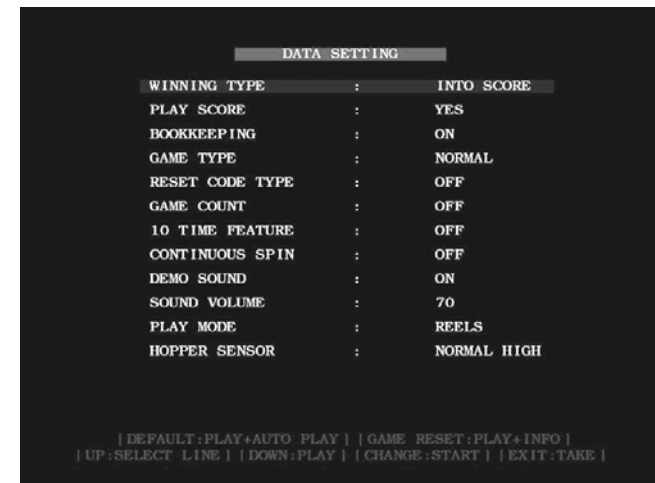 DATA SETTING
WINNING TYPE : INTO SCORE
PLAY SCORE : YES
BOOKKEEPING : ON
GAME TYPE : NORMAL
RESET CODE TYPE : OFF
GAME COUNT : OFF
10 TIME FEATURE : OFF
CONTINUOUS SPIN : OFF
DEMO SOUND : ON
SOUND VOLUME : 70
PLAY MODE : REELS
HOPPER SENSOR : NORMAL HIGH
[DEFAULT:PLAY+AUTO PLAY] [GAME RESET:PLAY+INFO]
[UP:SELECT LINE] [DOWN:PLAY] [CHANGE:START] [EXIT:TAKE]